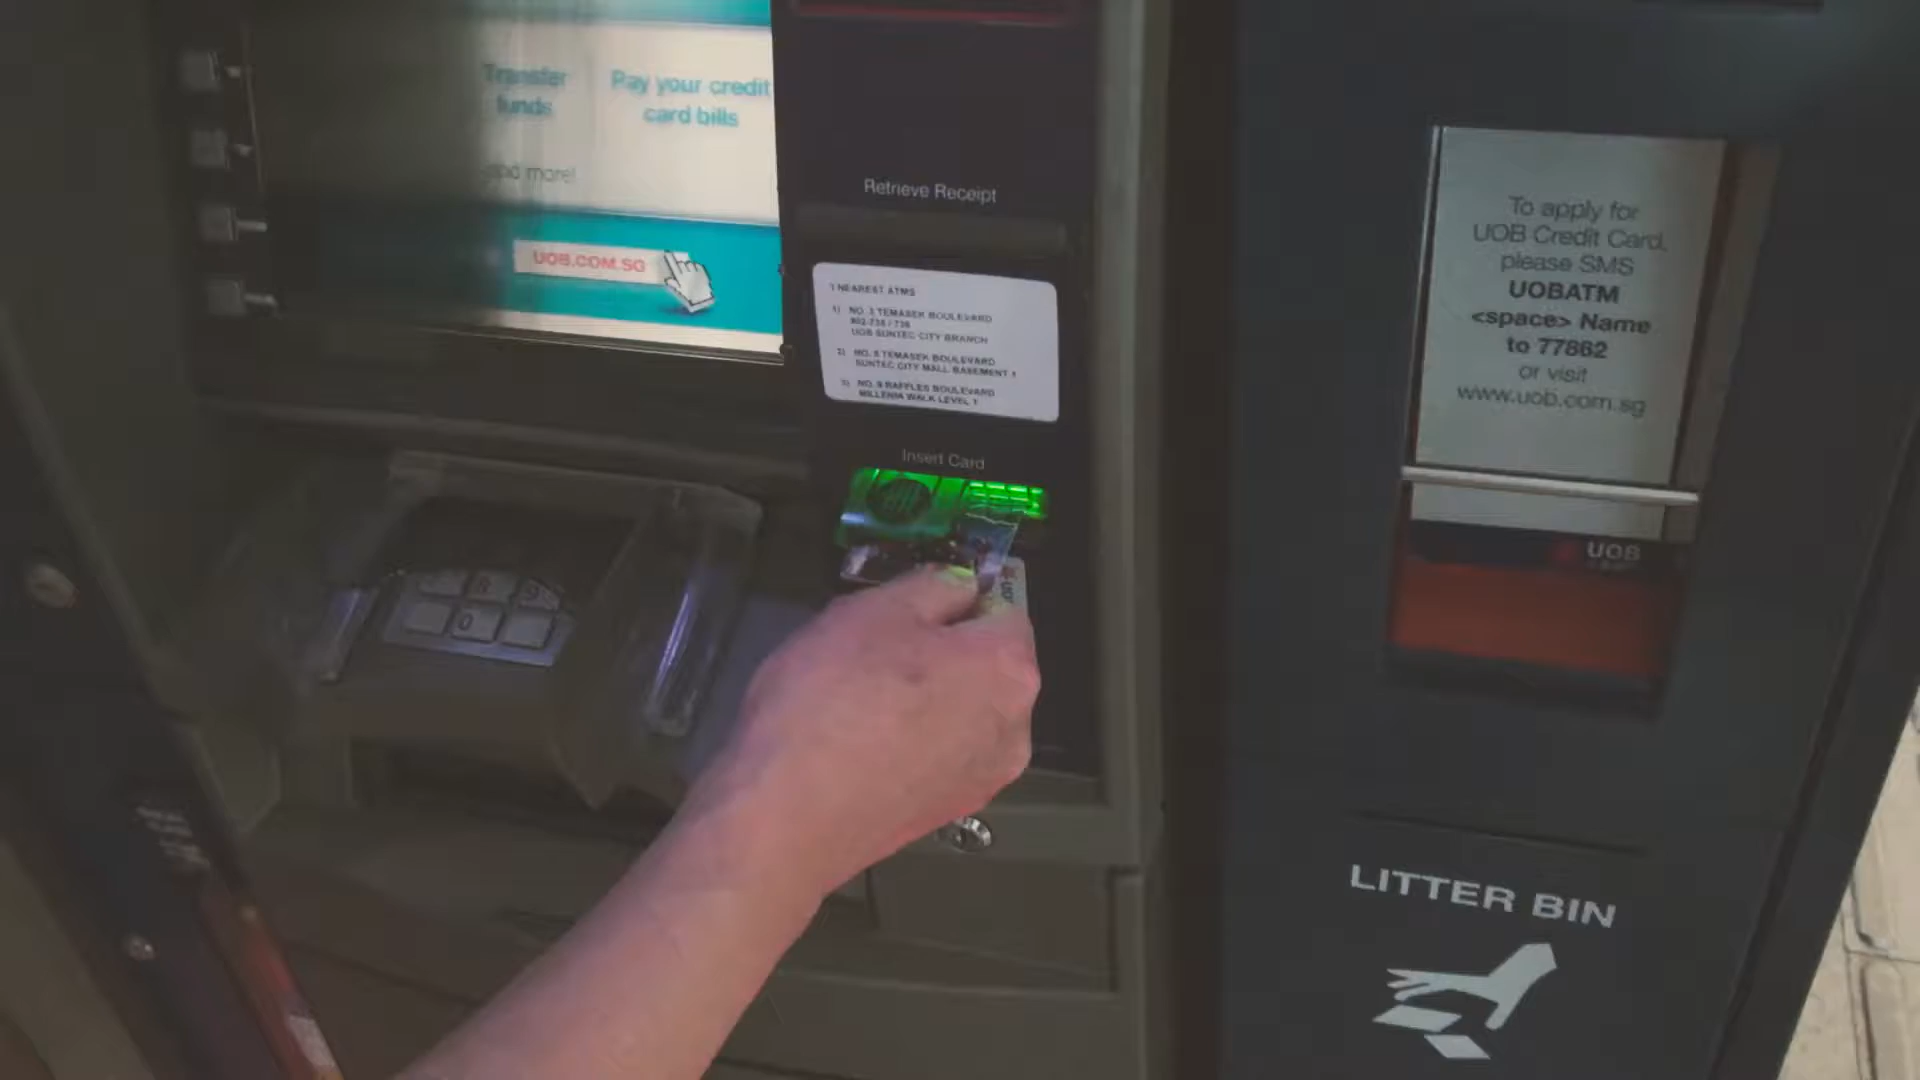 Transfer
funds
Pay your credit
card bills
and more!
UOB.COM.SG
Retrieve Receipt
3 NEAREST ATMS
1) NO. 3 TEMASEK BOULEVARD
UOB SUNTEC CITY BRANCH
2) NO. 8 TEMASEK BOULEVARD
SUNTEC CITY MALL BASEMENT 1
3) NO. 9 RAFFLES BOULEVARD
MILLENIA WALK LEVEL 1
Insert Card
0
To apply for
UOB Credit Card,
please SMS
UOBATM
<space> Name
to 77862
or visit
www.uob.com.sg
UOB
LITTER BIN